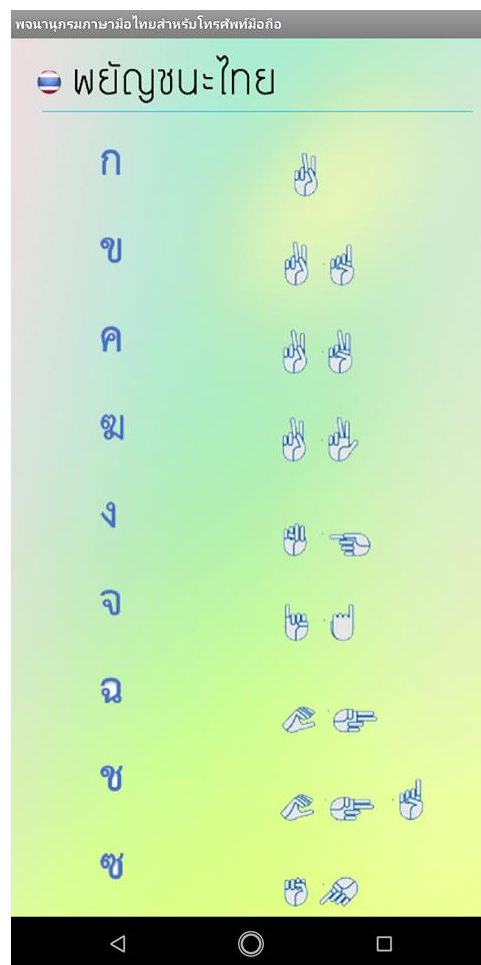 พจนานุกรมภาษามือไทยสำหรับโทรศัพท์มือถือ
พยัญชนะไทย
ก
ข
ค
ฆ
ง
จ
ฉ
ช
ซ